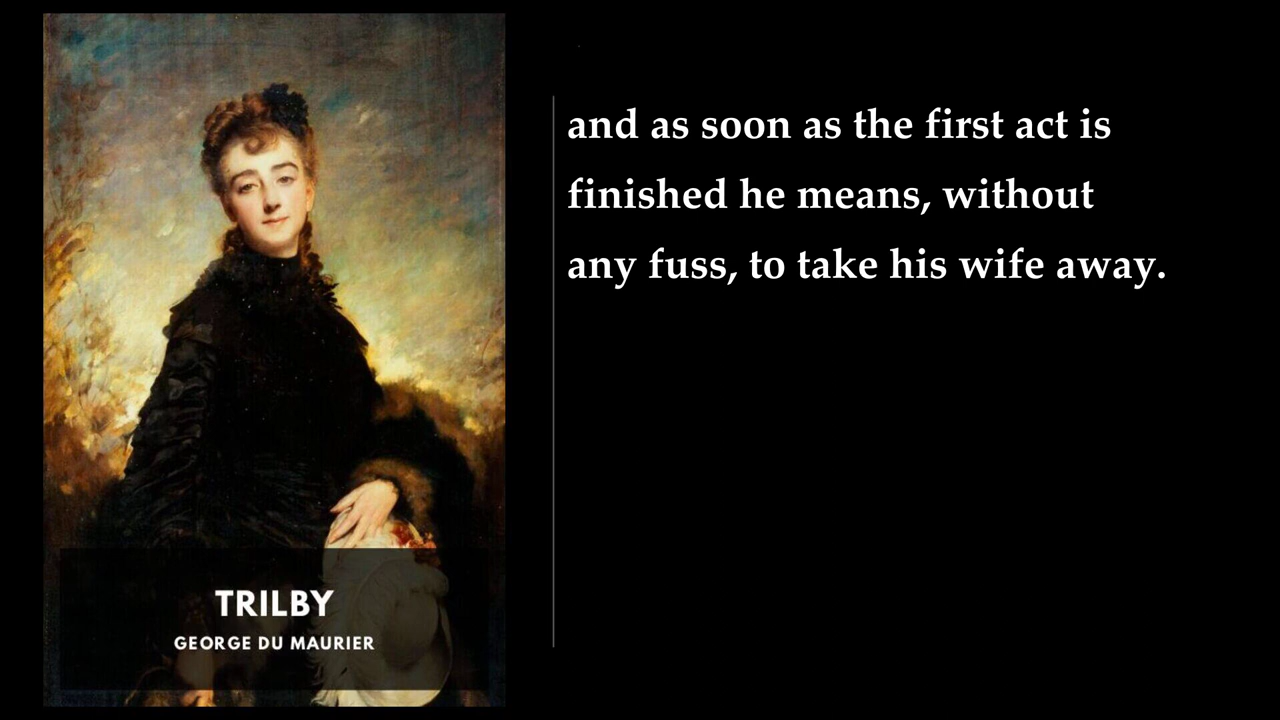 and as soon as the first act is
finished he means, without
any fuss, to take his wife away.
TRILBY
GEORGE DU MAURIER